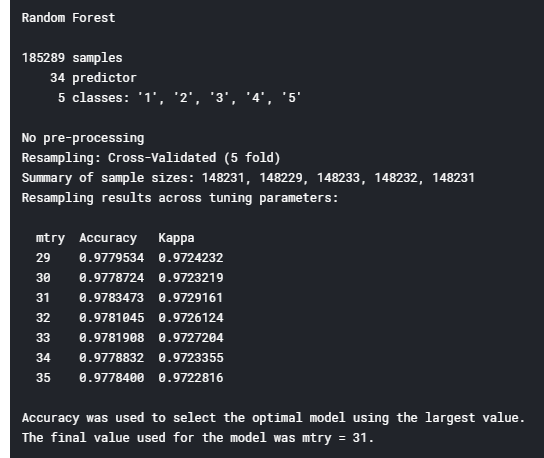 Random Forest
185289 samples
34 predictor
5 classes: '1', '2', '3', '4', '5'
No pre-processing
Resampling: Cross-Validated (5 fold)
Summary of sample sizes: 148231, 148229, 148233, 148232, 148231
Resampling results across tuning parameters:
mtry Accuracy Kappa
29 0.9779534 0.9724232
30 0.9778724 0.9723219
31 0.9783473 0.9729161
32 0.9781045 0.9726124
33 0.9781908 0.9727204
34 0.9778832 0.9723355
35 0.9778400 0.9722816
Accuracy was used to select the optimal model using the largest value.
The final value used for the model was mtry = 31.